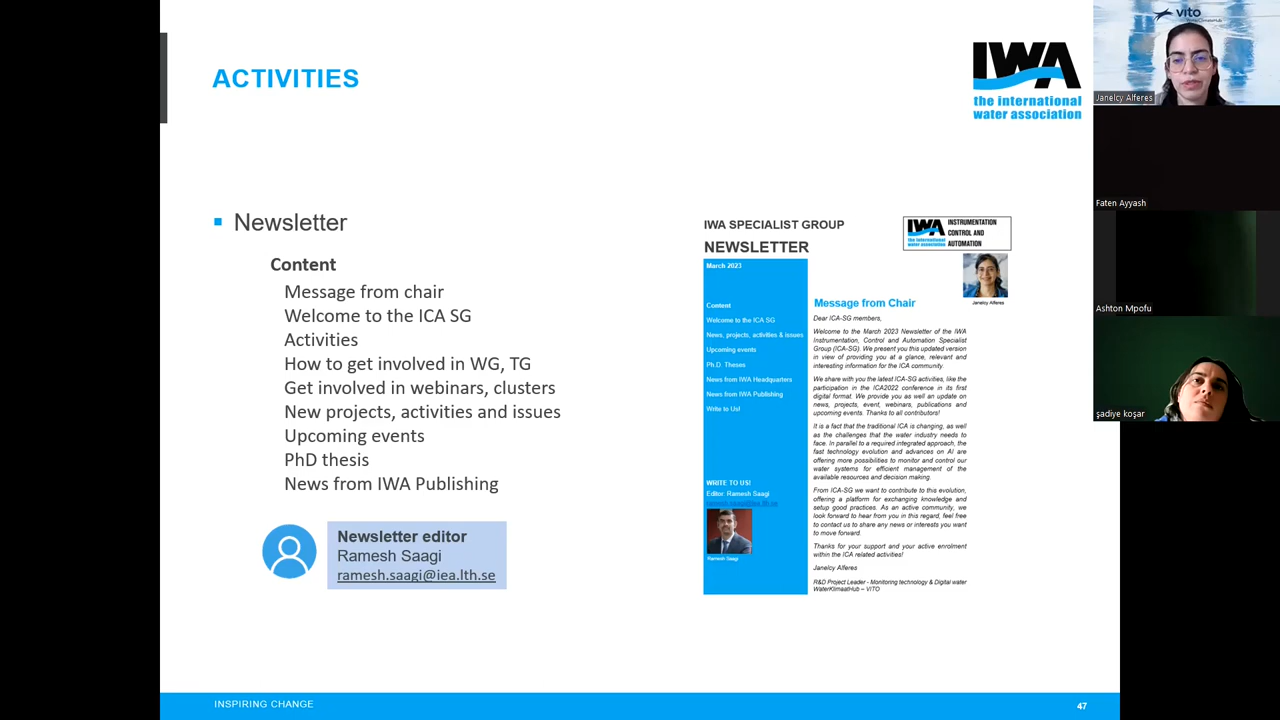 ACTIVITIES
IWA
the international
water association
Newsletter
Content
Message from chair
Welcome to the ICA SG
Activities
How to get involved in WG, TG
Get involved in webinars, clusters
New projects, activities and issues
Upcoming events
PhD thesis
News from IWA Publishing
Newsletter editor
Ramesh Saagi
ramesh.saagi@iea.lth.se
IWA SPECIALIST GROUP
NEWSLETTER
IWA
the international
water association
INSTRUMENTATION
CONTROL AND
AUTOMATION
March 2023
Content
Welcome to the ICA SG
News, projects, activities & issues
Upcoming events
Ph.D. Theses
News from IWA Headquarters
News from IWA Publishing
Write to Us!
WRITE TO US!
Editor: Ramesh Saagi
ramesh.saagi@iea.lth.se
Ramesh Saagi
Janelcy Alferes
Message from Chair
Dear ICA-SG members,
Welcome to the March 2023 Newsletter of the IWA
Instrumentation, Control and Automation Specialist
Group (ICA-SG). We present you this updated version
in view of providing you at a glance, relevant and
interesting information for the ICA community.
We share with you the latest ICA-SG activities, like the
participation in the ICA2022 conference in its first
digital format. We provide you as well an update on
news, projects, event, webinars, publications and
upcoming events. Thanks to all contributors!
It is a fact that the traditional ICA is changing, as well
as the challenges that the water industry needs to
face. In parallel to a required integrated approach, the
fast technology evolution and advances on AI are
offering more possibilities to monitor and control our
water systems for efficient management of the
available resources and decision making.
From ICA-SG we want to contribute to this evolution,
offering a platform for exchanging knowledge and
setup good practices. As an active community, we
look forward to hear from you in this regard, feel free
to contact us to share any news or interests you want
to move forward.
Thanks for your support and your active enrolment
within the ICA related activities!
Janelcy Alferes
R&D Project Leader - Monitoring technology & Digital water
WaterKlimaatHub – VITO
INSPIRING CHANGE
47
vito
Janelcy Alferes
Faten Ayyash
Ashton Mpofu
şadiye koşar